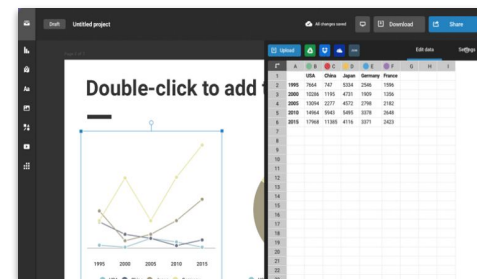 Draft Untitled project All changes saved Download Share
Upload Edit data Settings
A B C D E F G H I
1 USA China Japan Germany France
2 1995 7664 747 5334 2546 1596
3 2000 10286 1195 4731 1909 1206
4 2005 13094 2277 4572 2798 2182
5 2010 14964 5943 5495 3378 2648
6 2015 17968 11385 4116 3371 2423
7
8
9
10
11
12
13
14
15
16
17
18
19
20
21
22
Double-click to add
1995 2000 2005 2010 2015